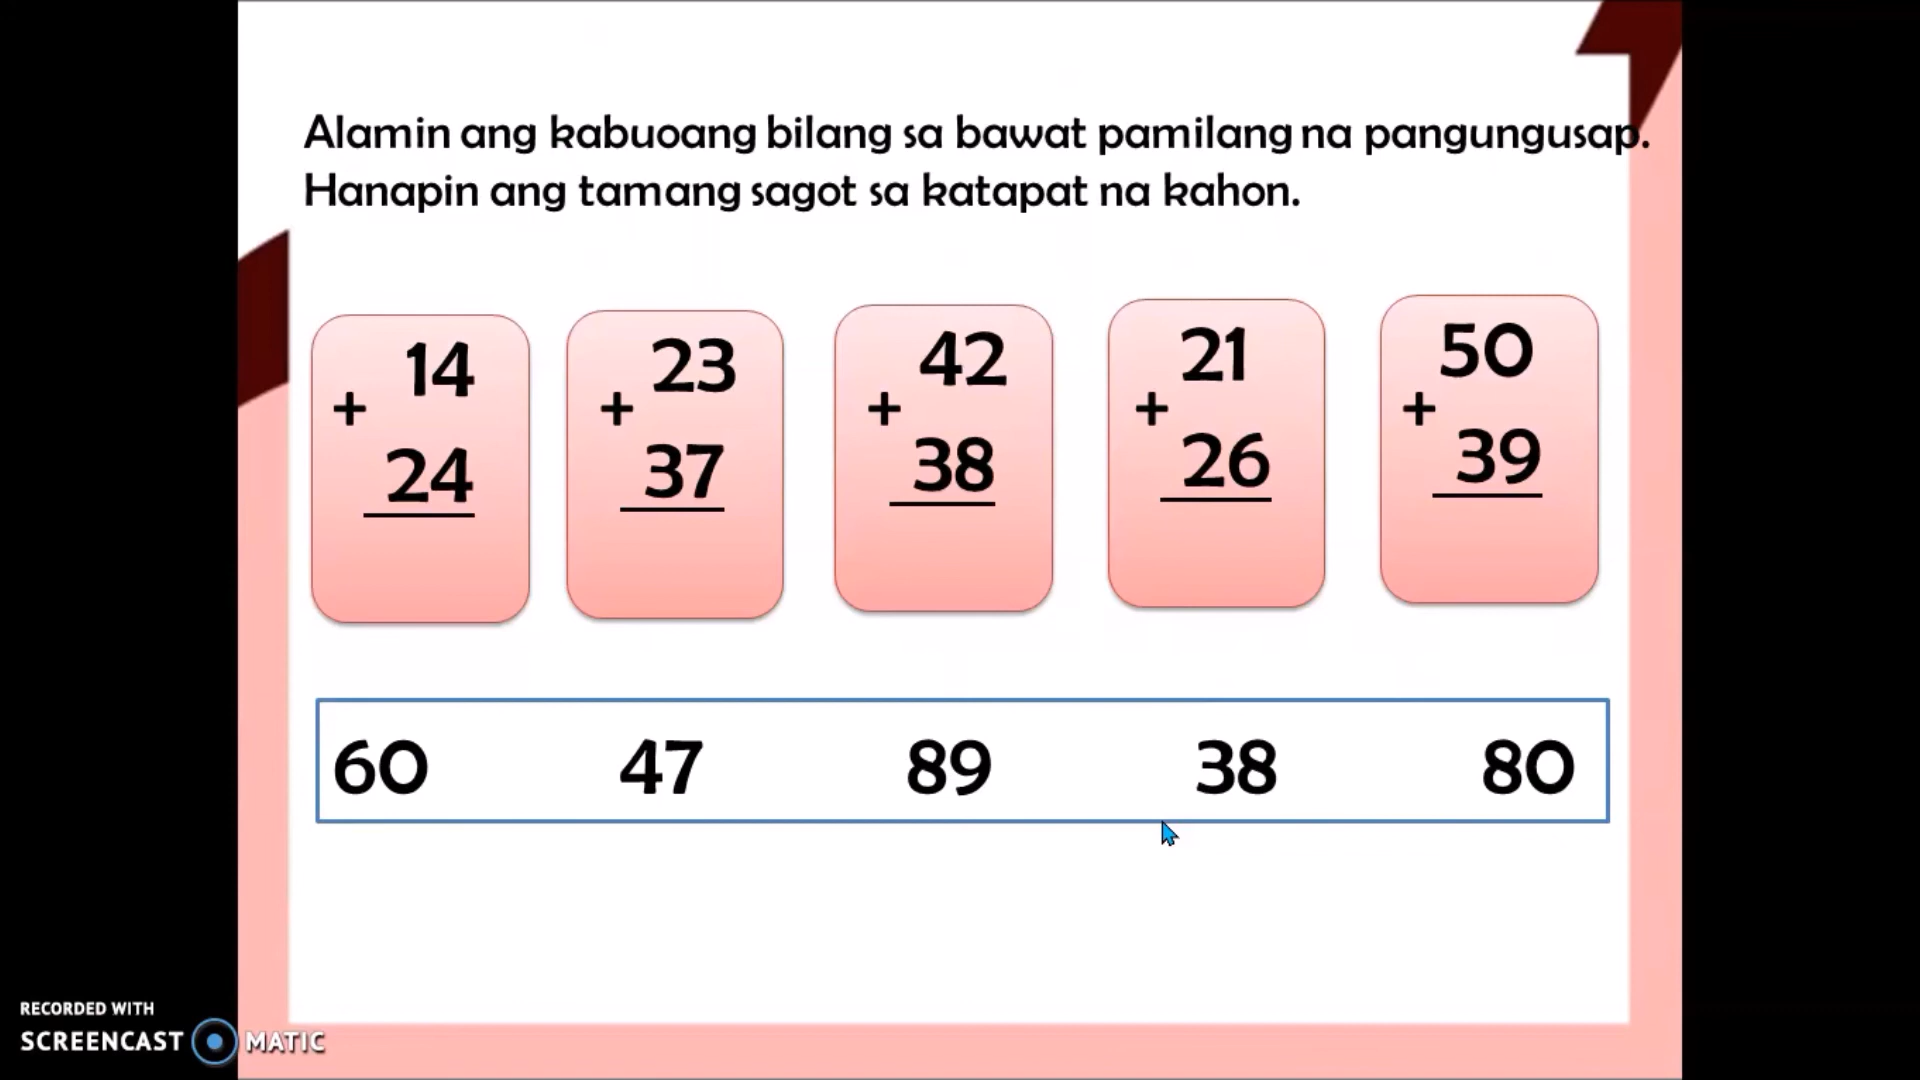 Alamin ang kabuoang bilang sa bawat pamilang na pangungusap.
Hanapin ang tamang sagot sa katapat na kahon.
14 23 42 21 50
+ + + + +
24 37 38 26 39
60 47 89 38 80
RECORDED WITH
SCREENCAST MATIC